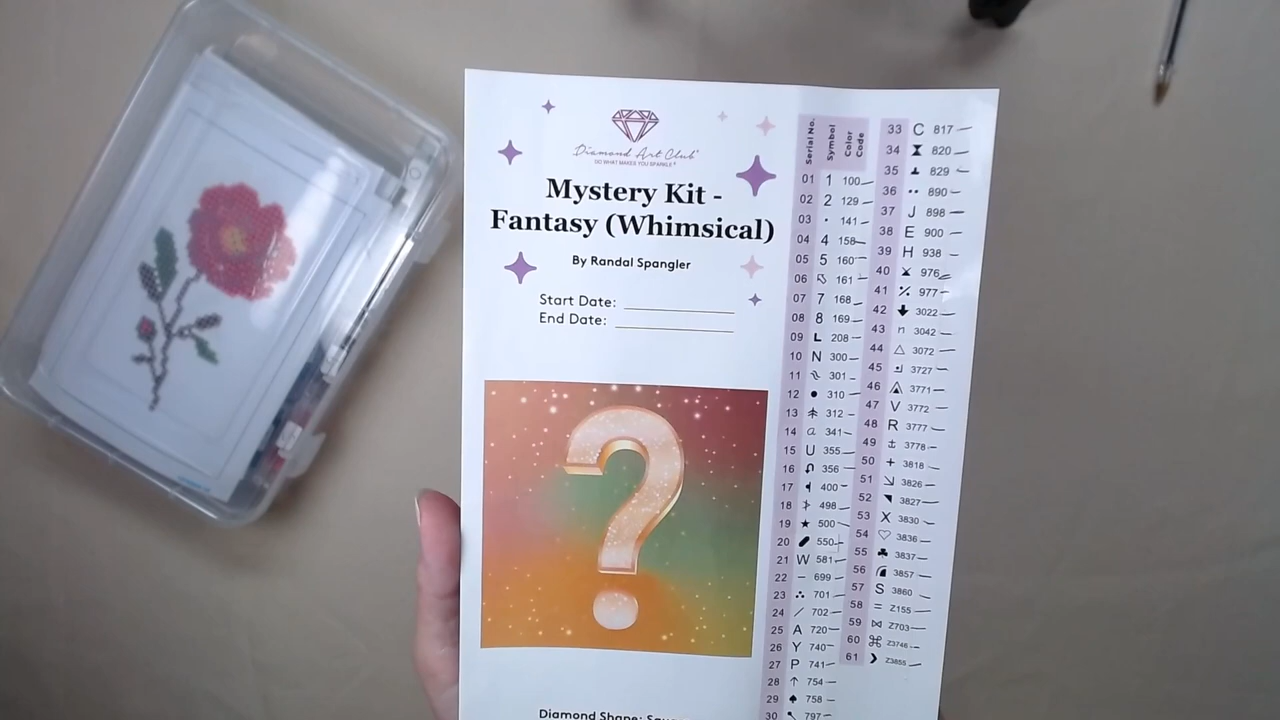 Diamond Art Club
DO WHAT MAKES YOU SPARKLE
Mystery Kit -
Fantasy (Whimsical)
By Randal Spangler
Start Date:
End Date:
Diamond Shape:
Serial No. Symbol Color Code
01 1 100
02 2 129
03 · 141
04 4 158
05 5 160
06 161
07 7 168
08 8 169
09 L 208
10 N 300
11 301
12 ● 310
13 312
14 a 341
15 U 355
16 356
17 400
18 498
19 ★ 500
20 550
21 W 581
22 – 699
23 ∴ 701
24 / 702
25 A 720
26 Y 740
27 P 741
28 ↑ 754
29 ♠ 758
30 797
33 C 817
34 820
35 829
36 ·· 890
37 J 898
38 E 900
39 H 938
40 976
41 977
42 3022
43 n 3042
44 △ 3072
45 3727
46 3771
47 V 3772
48 R 3777
49 3778
50 + 3818
51 3826
52 3827
53 X 3830
54 ♡ 3836
55 ♣ 3837
56 3857
57 S 3860
58 = Z155
59 ⋈ Z703
60 ⌘ Z3746
61 ❯ Z3855